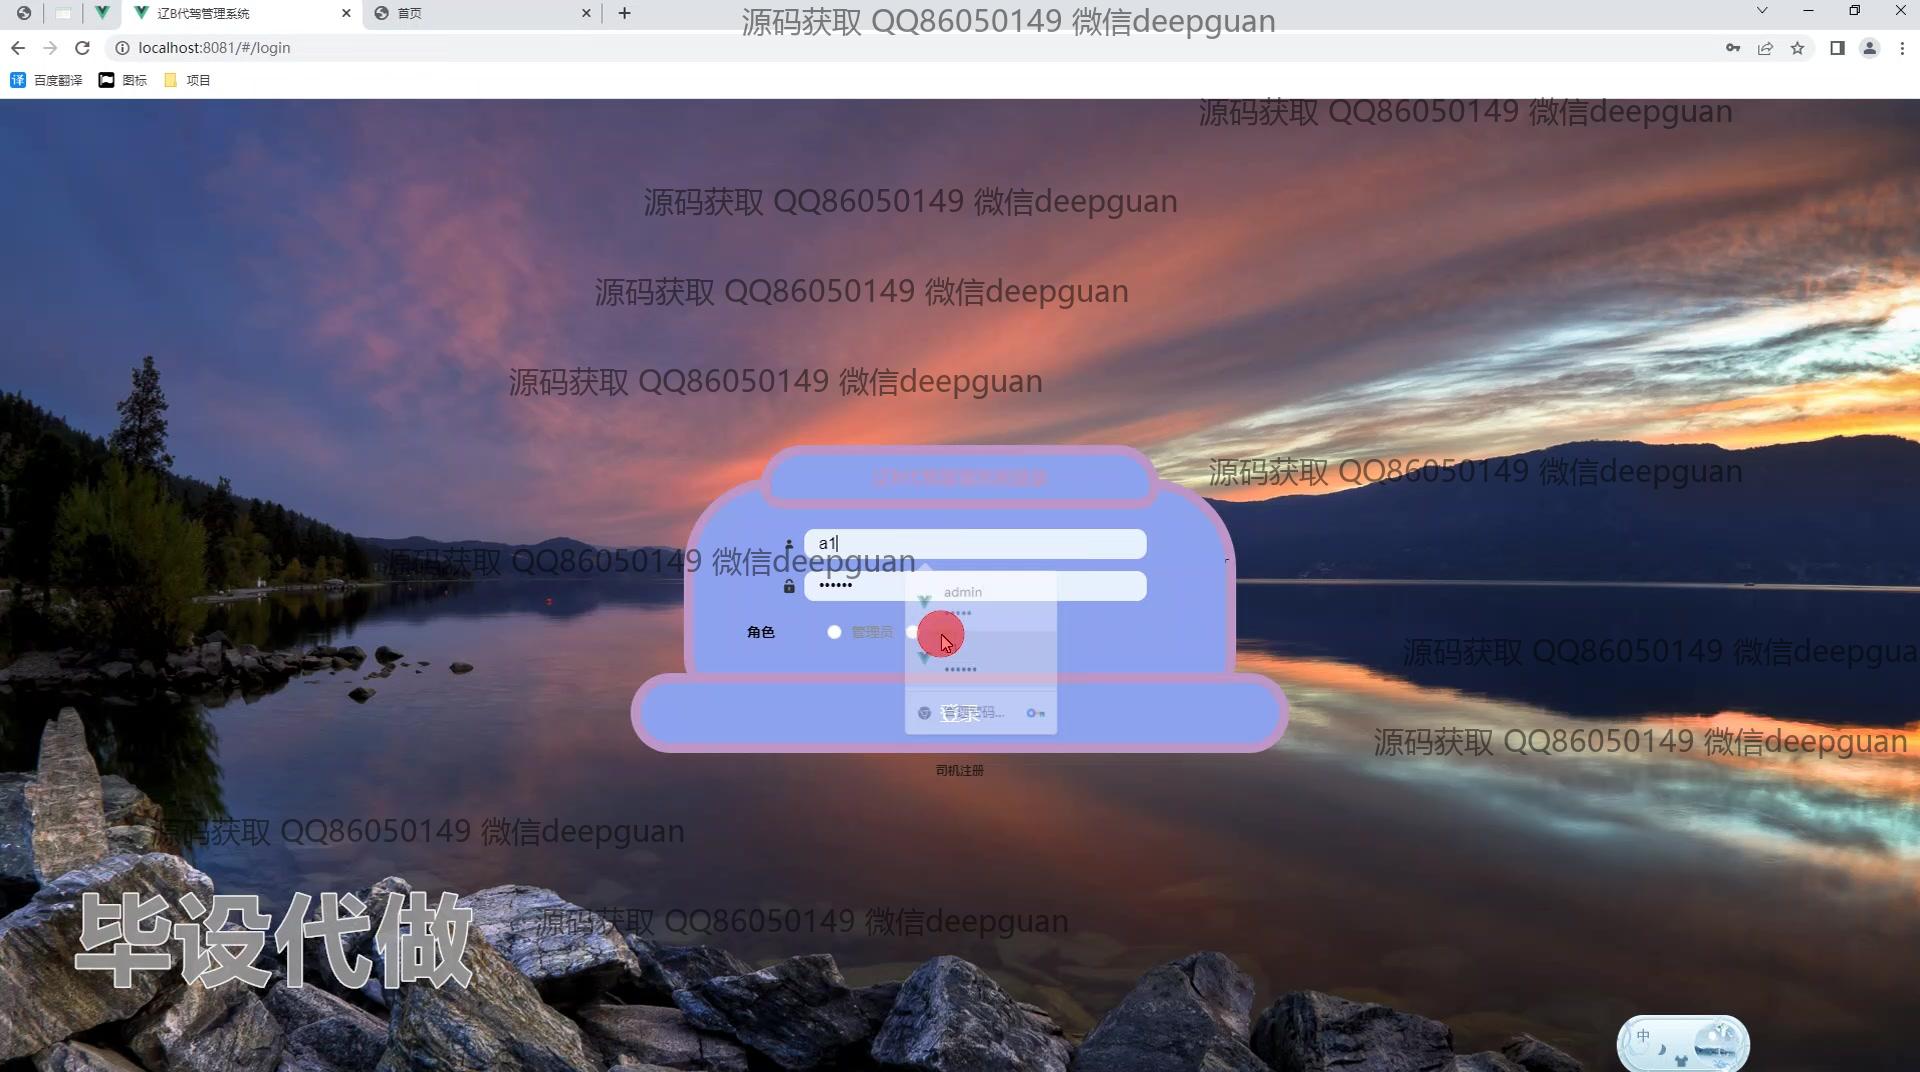 辽B代驾管理系统
首页
源码获取 QQ86050149 微信deepguan
localhost:8081/#/login
译 百度翻译
图标
项目
源码获取 QQ86050149 微信deepguan
源码获取 QQ86050149 微信deepguan
源码获取 QQ86050149 微信deepguan
源码获取 QQ86050149 微信deepguan
源码获取 QQ86050149 微信deepguan
a1
源码获取 QQ86050149 微信deepguan
••••••
admin
•••••
角色
管理员
源码获取 QQ86050149 微信deepgua
••••••
登录
源码获取 QQ86050149 微信deepguan
司机注册
源码获取 QQ86050149 微信deepguan
源码获取 QQ86050149 微信deepguan
毕设代做
中